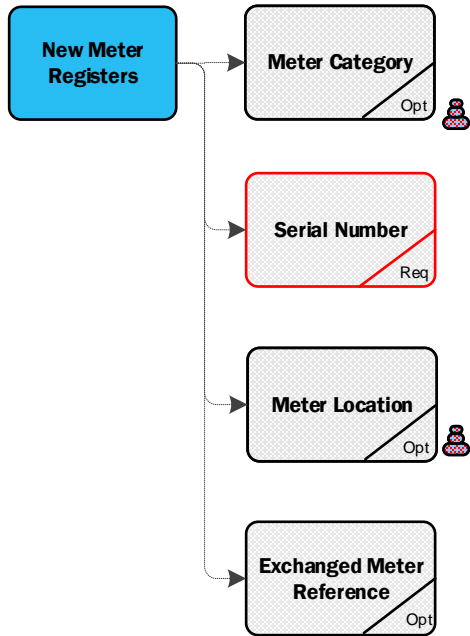 New Meter
Registers
Meter Category
Opt
Serial Number
Req
Meter Location
Opt
Exchanged Meter
Reference
Opt